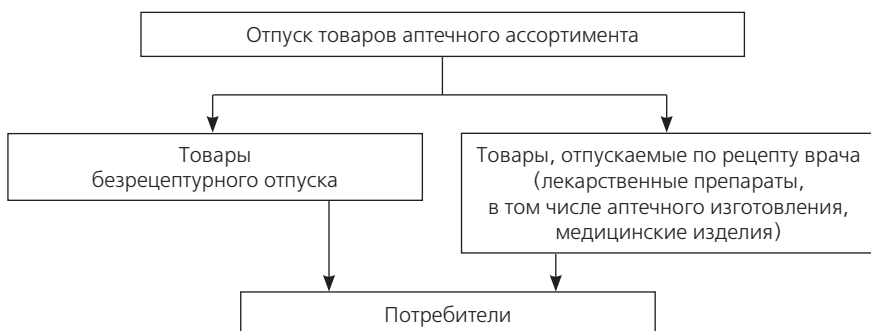 Отпуск товаров аптечного ассортимента
Товары
безрецептурного отпуска
Товары, отпускаемые по рецепту врача
(лекарственные препараты,
в том числе аптечного изготовления,
медицинские изделия)
Потребители